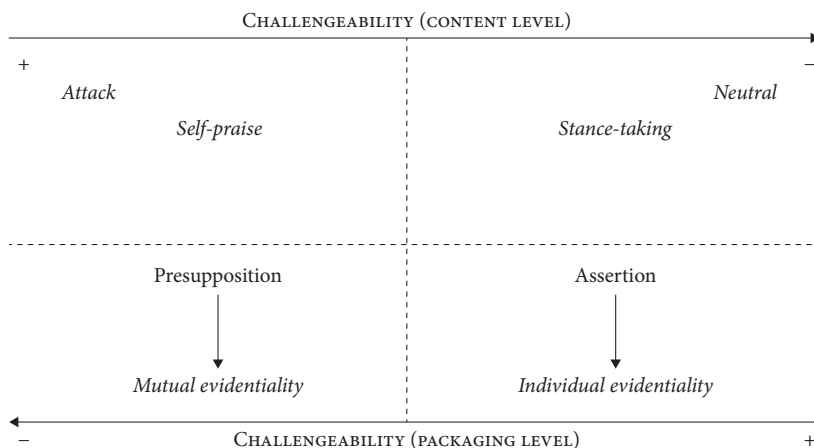 CHALLENGEABILITY (CONTENT LEVEL)
+ −
Attack Neutral
Self-praise Stance-taking
Presupposition Assertion
Mutual evidentiality Individual evidentiality
− CHALLENGEABILITY (PACKAGING LEVEL) +